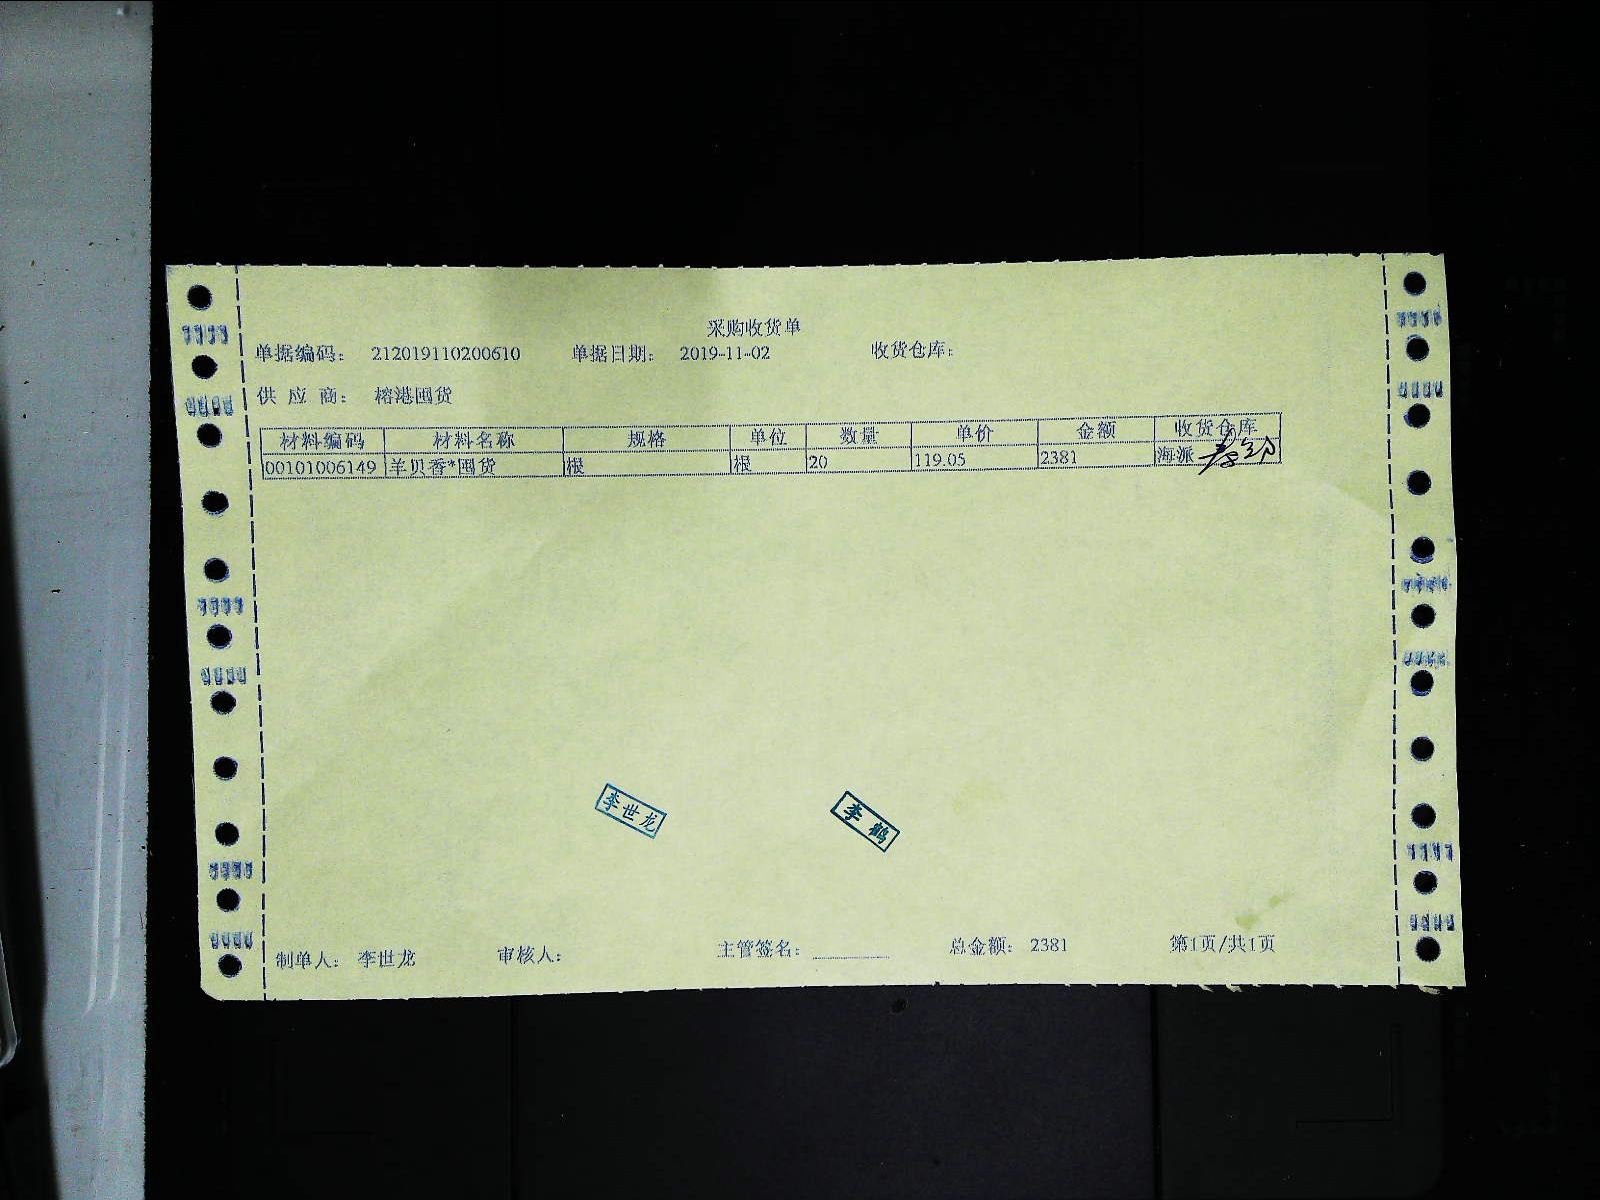 采购收货单
单据编码： 212019110200610 单据日期： 2019-11-02 收货仓库：
供 应 商： 榕港囤货
材料编码 材料名称 规格 单位 数量 单价 金额 收货仓库
00101006149 羊贝香*囤货 根 根 20 119.05 2381 海派
李世龙 李鹤
制单人： 李世龙 审核人： 主管签名： 总金额： 2381 第1页/共1页